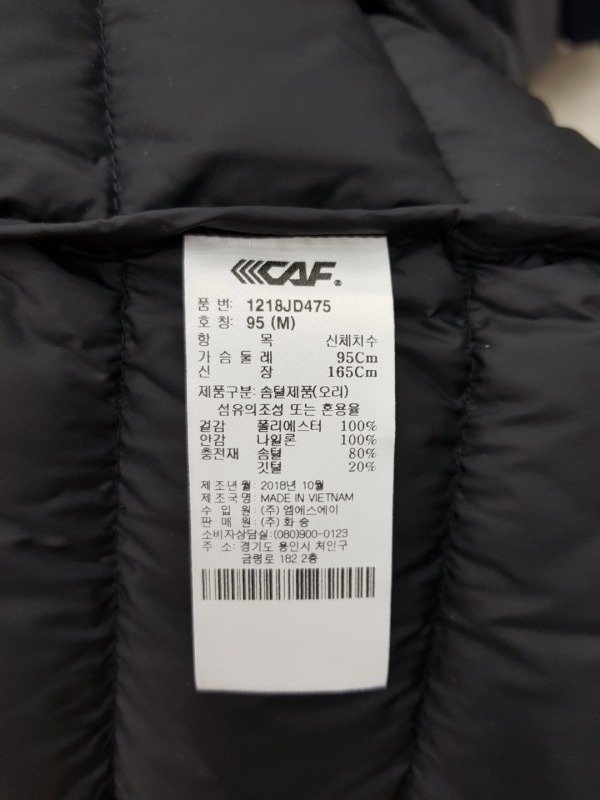 CAF®
품 번: 1218JD475
호 칭: 95 (M)
항 목 신체치수
가 슴 둘 레 95Cm
신 장 165Cm
제품구분: 솜털제품(오리)
섬유의조성 또는 혼용율
겉감 폴리에스터 100%
안감 나일론 100%
충전재 솜털 80%
깃털 20%
제 조 년 월: 2018년 10월
제 조 국 명: MADE IN VIETNAM
수 입 원: (주) 엠에스에이
판 매 원: (주) 화 승
소비자상담실: (080)900-0123
주 소: 경기도 용인시 처인구
금령로 182 2층